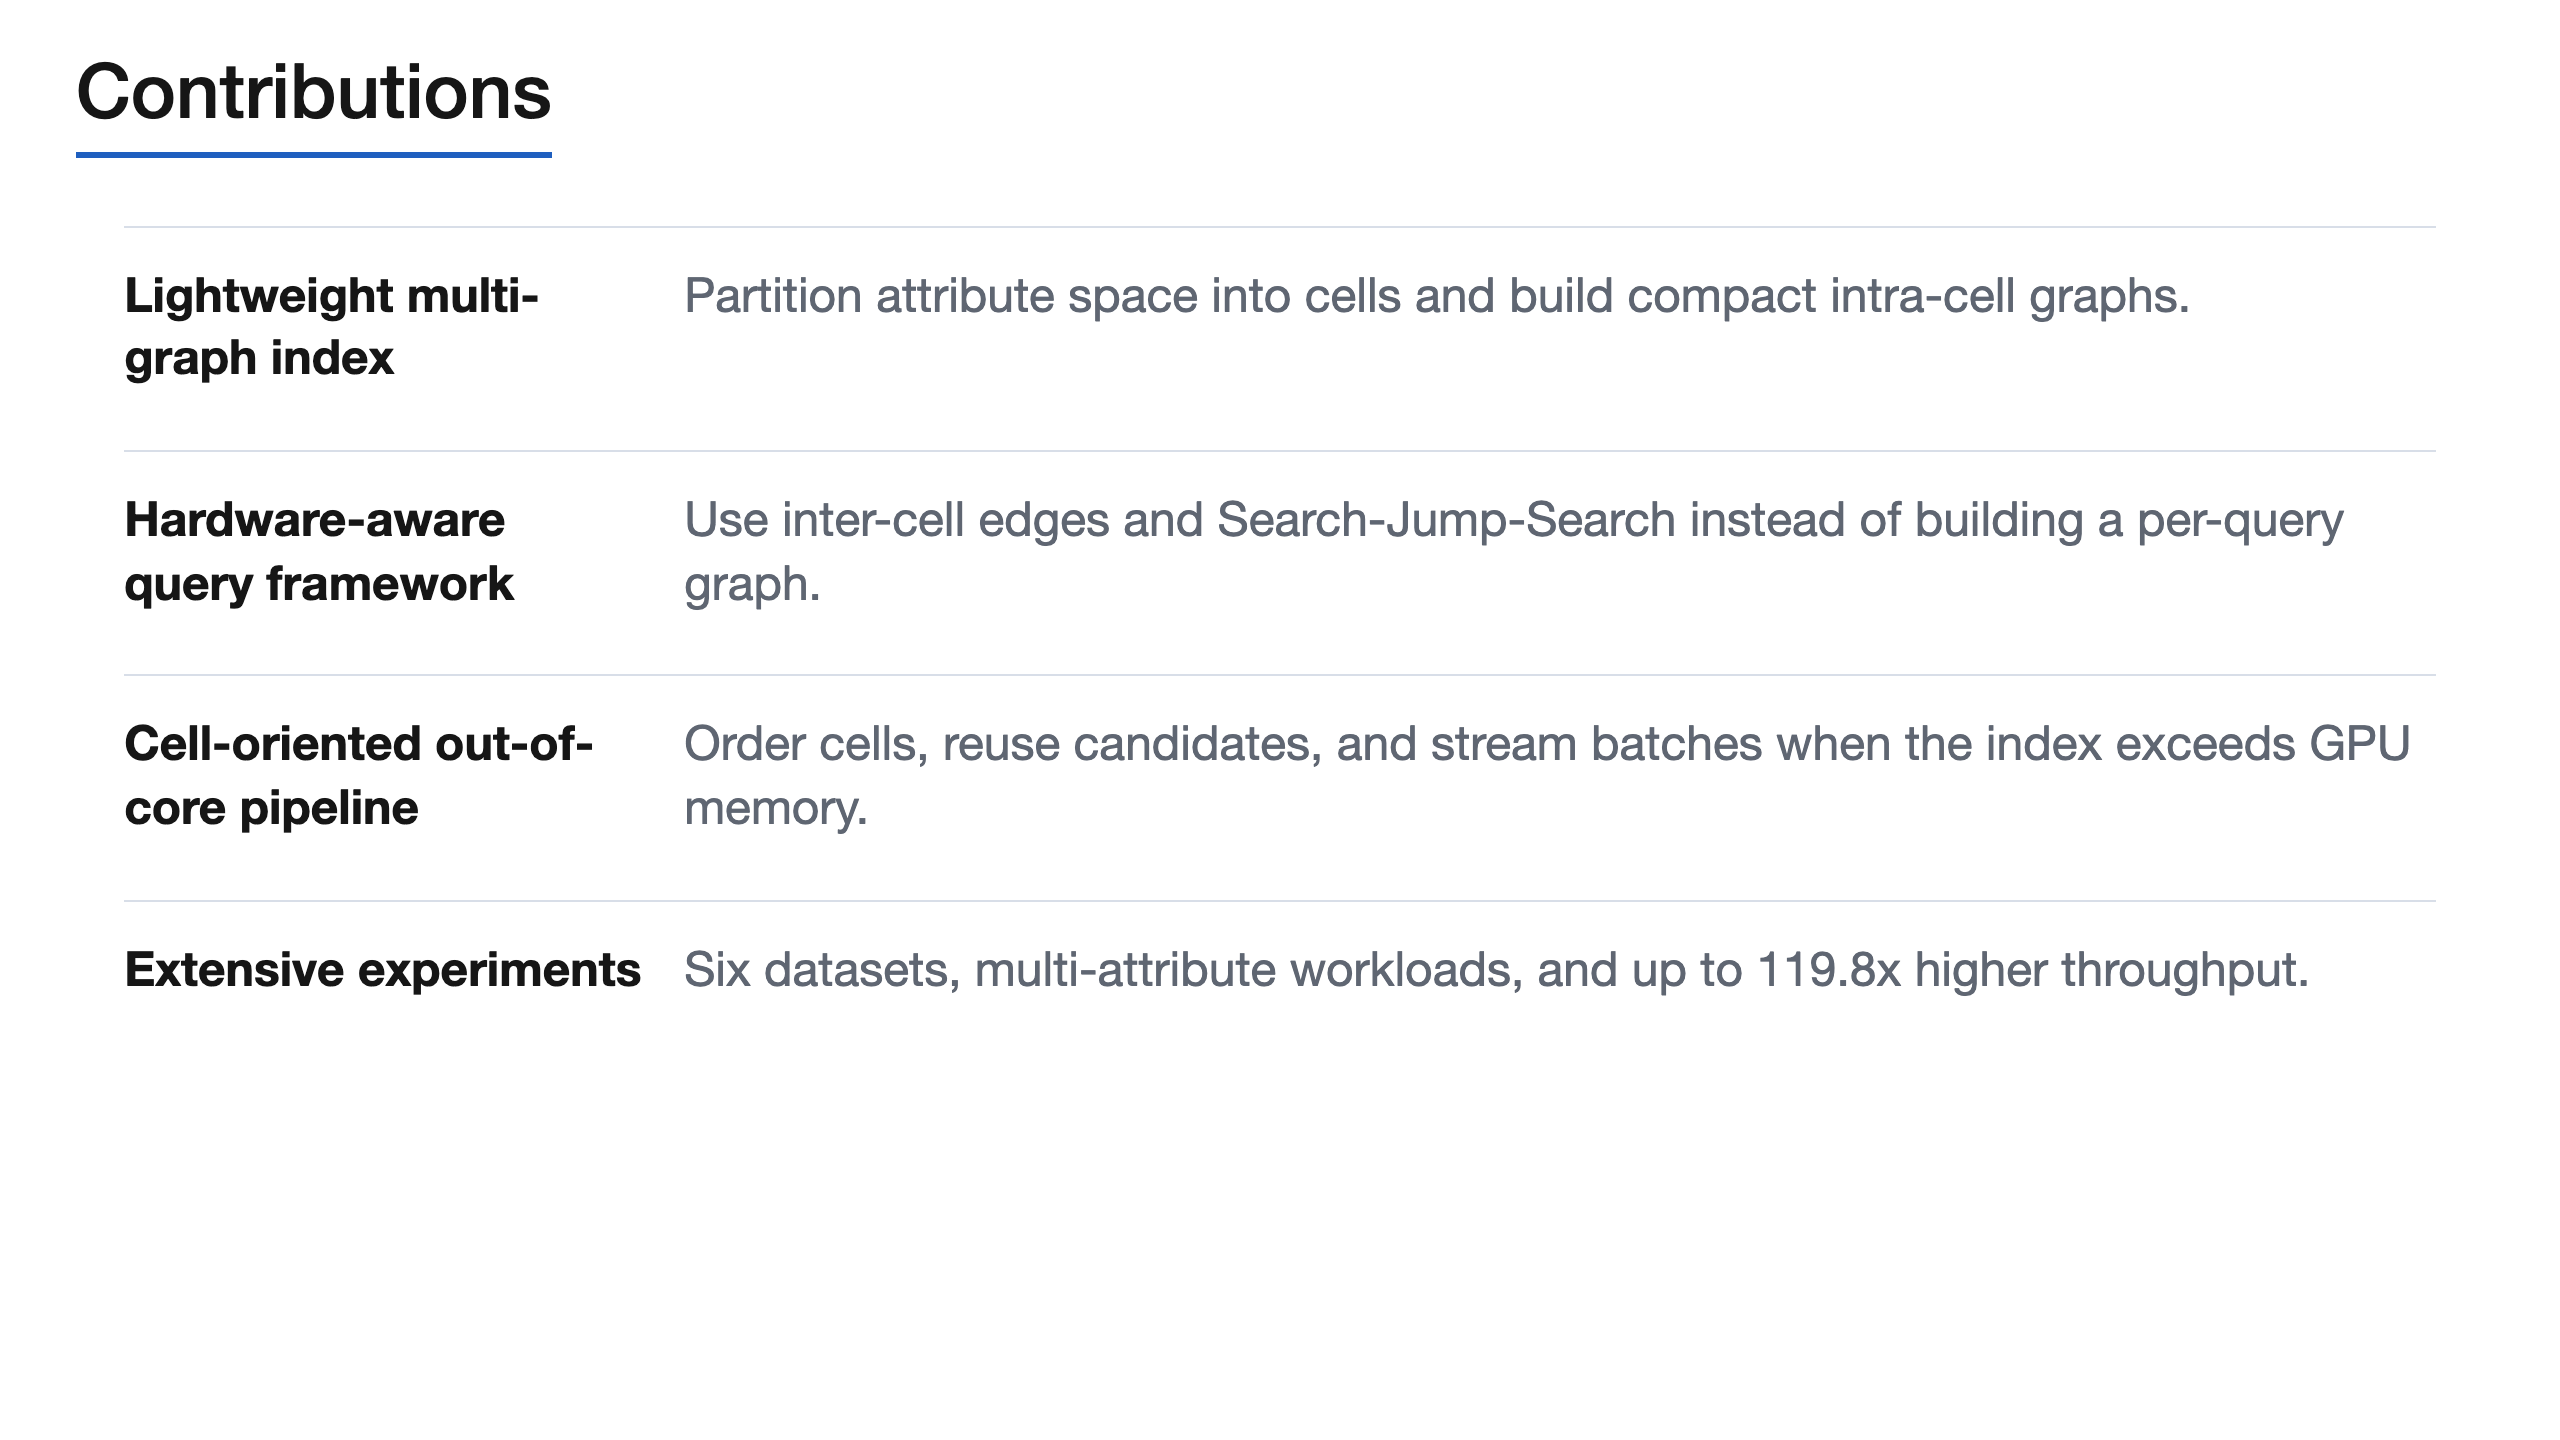 Contributions
Lightweight multi-
graph index
Partition attribute space into cells and build compact intra-cell graphs.
Hardware-aware
query framework
Use inter-cell edges and Search-Jump-Search instead of building a per-query
graph.
Cell-oriented out-of-
core pipeline
Order cells, reuse candidates, and stream batches when the index exceeds GPU
memory.
Extensive experiments
Six datasets, multi-attribute workloads, and up to 119.8x higher throughput.